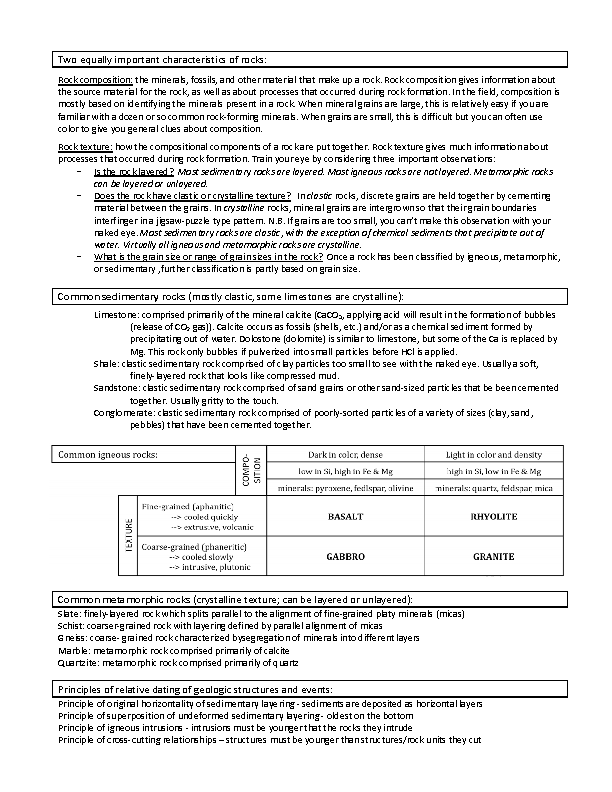 Two equally important characteristics of rocks:
Rock composition: the minerals, fossils, and other material that make up a rock. Rock composition gives information about
the source material for the rock, as well as about processes that occurred during rock formation. In the field, composition is
mostly based on identifying the minerals present in a rock. When mineral grains are large, this is relatively easy if you are
familiar with a dozen or so common rock-forming minerals. When grains are small, this is difficult but you can often use
color to give you general clues about composition.
Rock texture: how the compositional components of a rock are put together. Rock texture gives much information about
processes that occurred during rock formation. Train your eye by considering three important observations:
- Is the rock layered? Most sedimentary rocks are layered. Most igneous rocks are not layered. Metamorphic rocks
can be layered or unlayered.
- Does the rock have clastic or crystalline texture? In clastic rocks, discrete grains are held together by cementing
material between the grains. In crystalline rocks, mineral grains are intergrown so that their grain boundaries
interfinger in a jigsaw-puzzle type pattern. N.B. If grains are too small, you can't make this observation with your
naked eye. Most sedimentary rocks are clastic, with the exception of chemical sediments that precipitate out of
water. Virtually all igneous and metamorphic rocks are crystalline.
- What is the grain size or range of grain sizes in the rock? Once a rock has been classified by igneous, metamorphic,
or sedimentary ,further classification is partly based on grain size.
Common sedimentary rocks (mostly clastic, some limestones are crystalline):
Limestone: comprised primarily of the mineral calcite (CaCO₃, applying acid will result in the formation of bubbles
(release of CO₂ gas)). Calcite occurs as fossils (shells, etc.) and/or as a chemical sediment formed by
precipitating out of water. Dolostone (dolomite) is similar to limestone, but some of the Ca is replaced by
Mg. This rock only bubbles if pulverized into small particles before HCl is applied.
Shale: clastic sedimentary rock comprised of clay particles too small to see with the naked eye. Usually a soft,
finely-layered rock that looks like compressed mud.
Sandstone: clastic sedimentary rock comprised of sand grains or other sand-sized particles that be been cemented
together. Usually gritty to the touch.
Conglomerate: clastic sedimentary rock comprised of poorly-sorted particles of a variety of sizes (clay, sand,
pebbles) that have been cemented together.
Common igneous rocks:
COMPO-
SITION
Dark in color, dense
Light in color and density
low in Si, high in Fe & Mg
high in Si, low in Fe & Mg
minerals: pyroxene, fedlspar, olivine
minerals: quartz, feldspar mica
TEXTURE
Fine-grained (aphanitic)
--> cooled quickly
--> extrusive, volcanic
BASALT
RHYOLITE
Coarse-grained (phaneritic)
--> cooled slowly
--> intrusive, plutonic
GABBRO
GRANITE
Common metamorphic rocks (crystalline texture; can be layered or unlayered):
Slate: finely-layered rock which splits parallel to the alignment of fine-grained platy minerals (micas)
Schist: coarser-grained rock with layering defined by parallel alignment of micas
Gneiss: coarse- grained rock characterized by segregation of minerals into different layers
Marble: metamorphic rock comprised primarily of calcite
Quartzite: metamorphic rock comprised primarily of quartz
Principles of relative dating of geologic structures and events:
Principle of original horizontality of sedimentary layering - sediments are deposited as horizontal layers
Principle of superposition of undeformed sedimentary layering - oldest on the bottom
Principle of igneous intrusions - intrusions must be younger that the rocks they intrude
Principle of cross-cutting relationships – structures must be younger than structures/rock units they cut